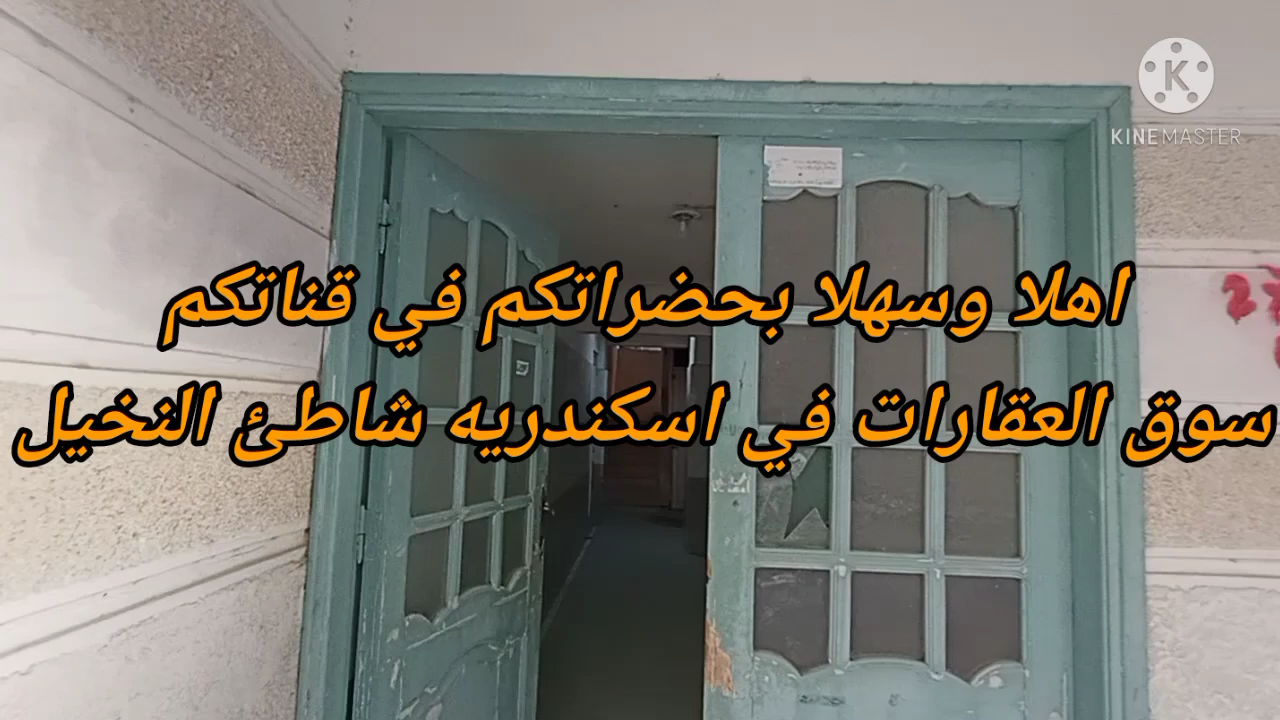 KINEMASTER
اهلا وسهلا بحضراتكم في قناتكم
سوق العقارات في اسكندريه شاطئ النخيل